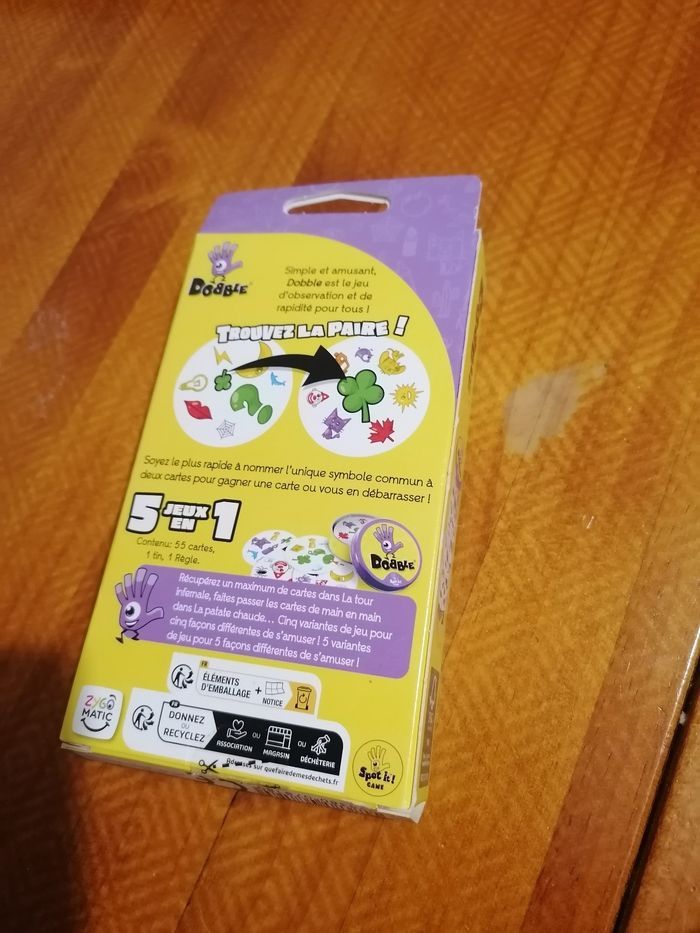 DOBBLE
Simple et amusant,
Dobble est le jeu
d'observation et de
rapidité pour tous !
TROUVEZ LA PAIRE !
Soyez le plus rapide à nommer l'unique symbole commun à
deux cartes pour gagner une carte ou vous en débarrasser !
5 JEUX EN 1
Contenu: 55 cartes,
1 tin, 1 Règle.
DOBBLE
Récupérez un maximum de cartes dans La tour
infernale, faites passer les cartes de main en main
dans La patate chaude... Cinq variantes de jeu pour
cinq façons différentes de s'amuser ! 5 variantes
de jeu pour 5 façons différentes de s'amuser !
FR
ÉLÉMENTS
D'EMBALLAGE
+
NOTICE
ZYGOMATIC
FR
DONNEZ
OU
RECYCLEZ
ASSOCIATION
OU
MAGASIN
OU
DÉCHÈTERIE
Adresses sur quefairedemesdechets.fr
Spot it!
GAME